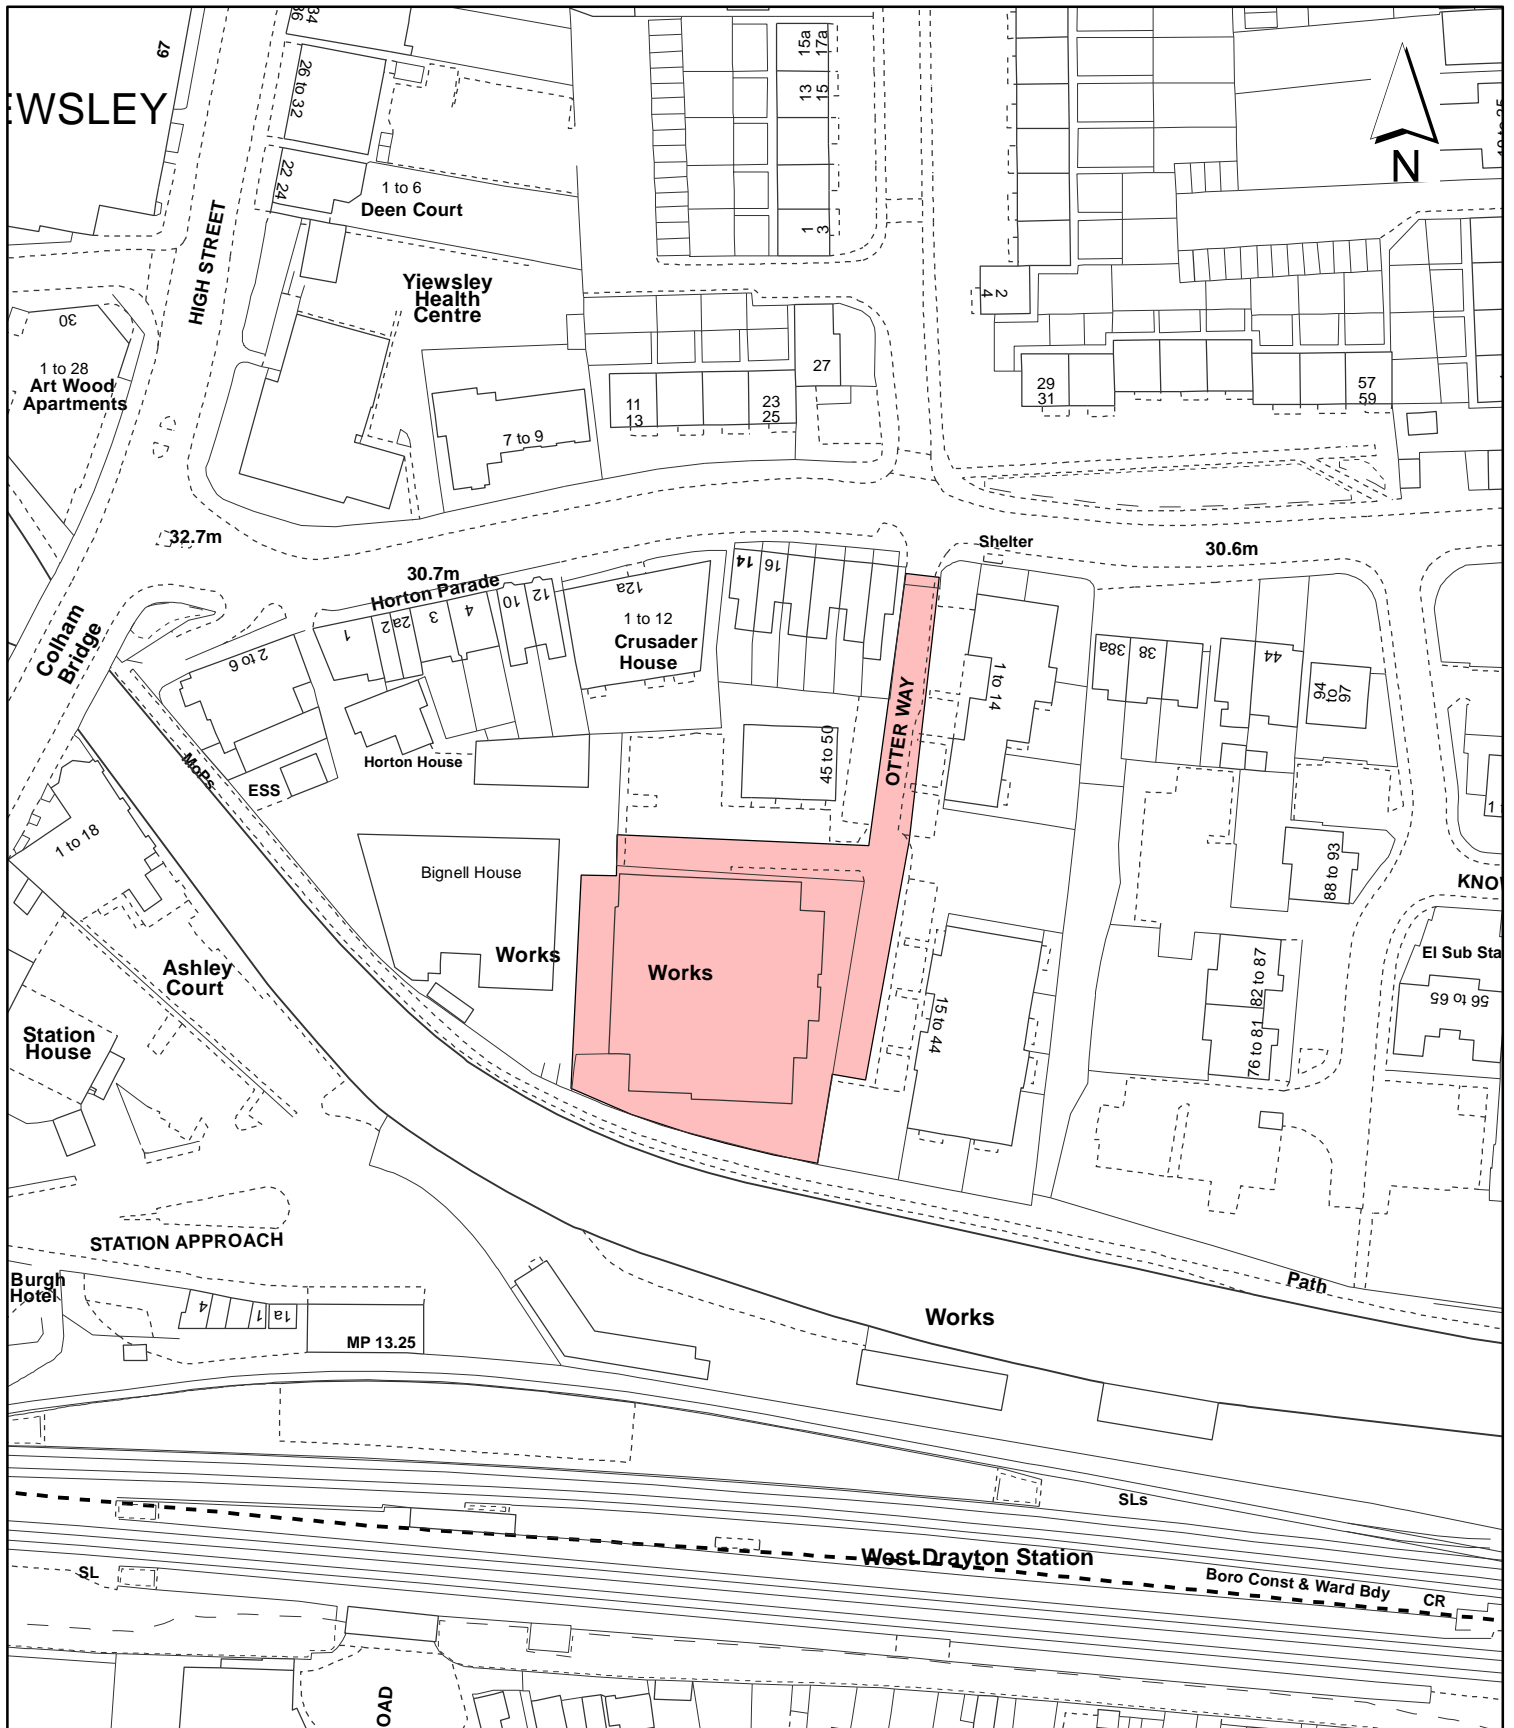 67
34
36
15a
17a
26 to 32
13
15
EWSLEY
N
22 24
1 to 6
Deen Court
1
3
HIGH STREET
Yiewsley
Health
Centre
2
4
30
1 to 28
Art Wood
Apartments
27
29
31
57
59
11
13
23
25
7 to 9
32.7m
Shelter
30.6m
30.7m
Horton Parade
14
16
12a
1
2
2a
3
4
10
12
1 to 12
Crusader
House
Colham
Bridge
2 to 6
38a
38
44
94
to
97
1 to 14
OTTER WAY
45 to 50
Horton House
MoPs
ESS
1 to 18
Bignell House
88 to 93
KNO
Works
Works
El Sub Sta
Ashley
Court
82 to 87
56 to 65
Station
House
15 to 44
76 to 81
STATION APPROACH
Burgh
Hotel
Path
4
1
1a
Works
MP 13.25
SLs
West Drayton Station
SL
Boro Const & Ward Bdy
CR
OAD